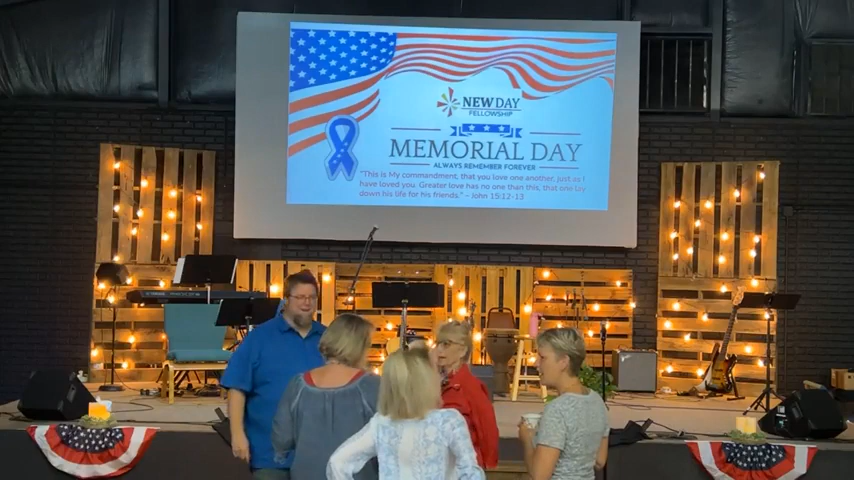 NEW DAY
FELLOWSHIP
MEMORIAL DAY
ALWAYS REMEMBER FOREVER
"This is My commandment, that you love one another, just as I
have loved you. Greater love has no one than this, that one lay
down his life for his friends." - John 15:12-13